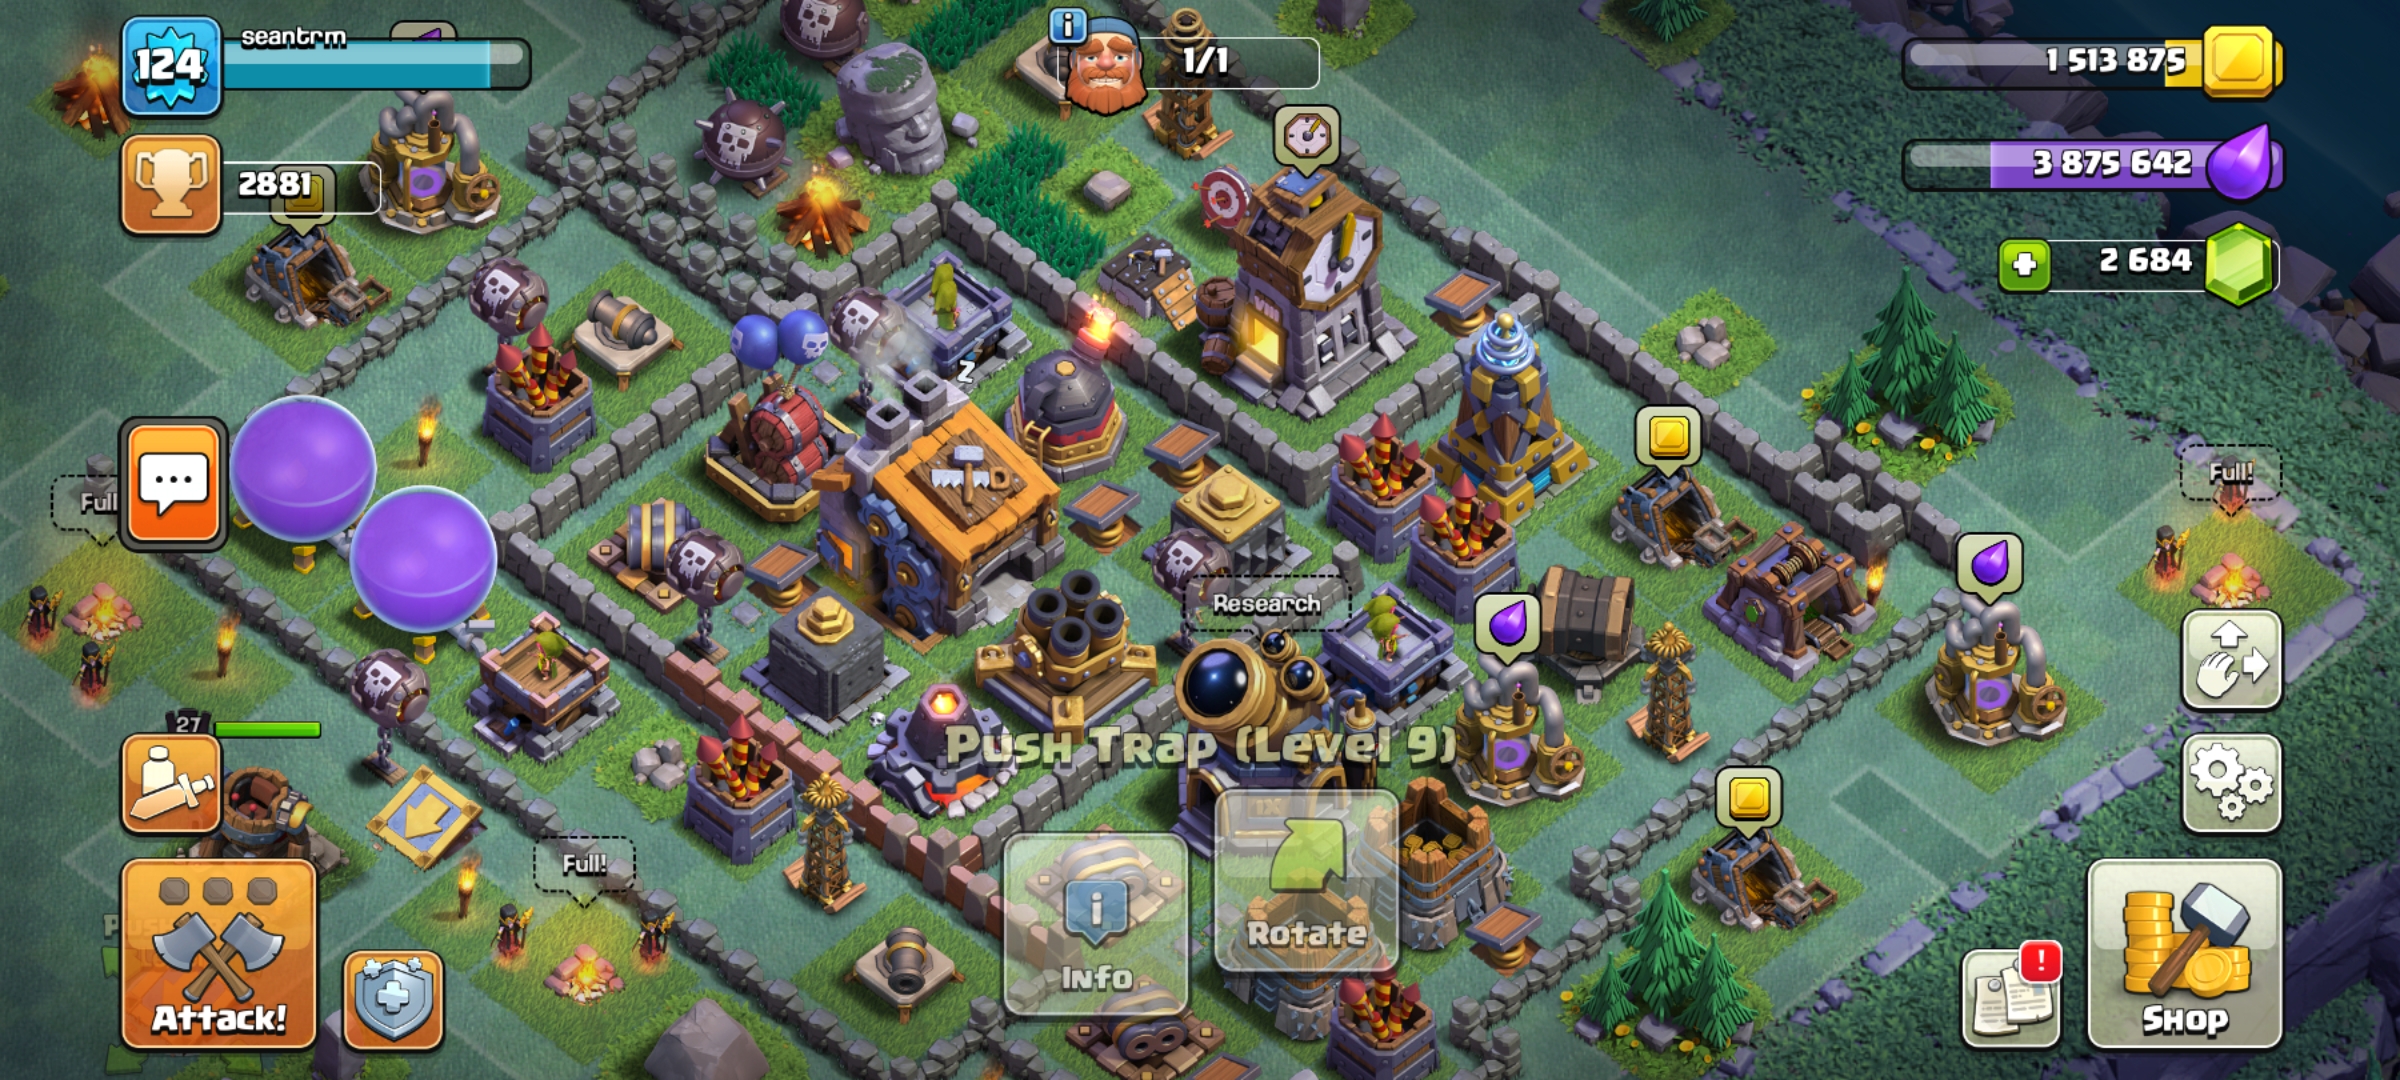 124
seantrm
1/1
1 513 875
2881
3 875 642
2 684
z
Full!
Full
Research
Push Trap (Level 9)
27
Full!
Rotate
Info
Attack!
!
Shop